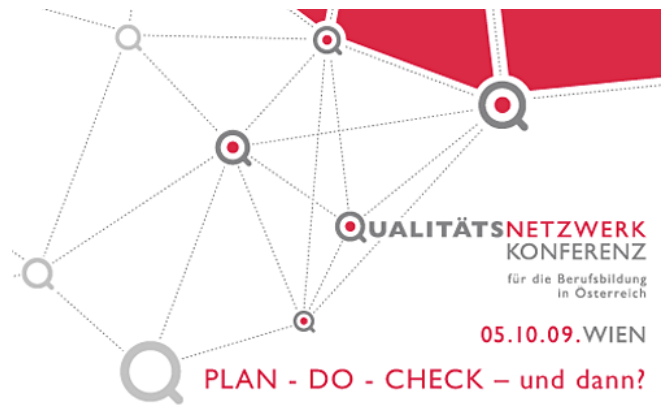 QUALITÄTSNETZWERK
KONFERENZ
für die Berufsbildung
in Österreich
05.10.09.WIEN
PLAN - DO - CHECK – und dann?